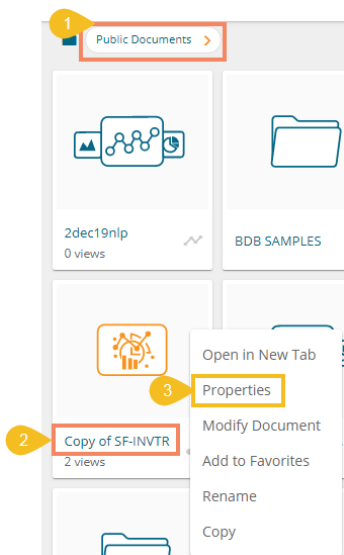 1
Public Documents
2dec19nlp
0 views
BDB SAMPLES
Open in New Tab
3
Properties
2
Copy of SF-INVTR
2 views
Modify Document
Add to Favorites
Rename
Copy